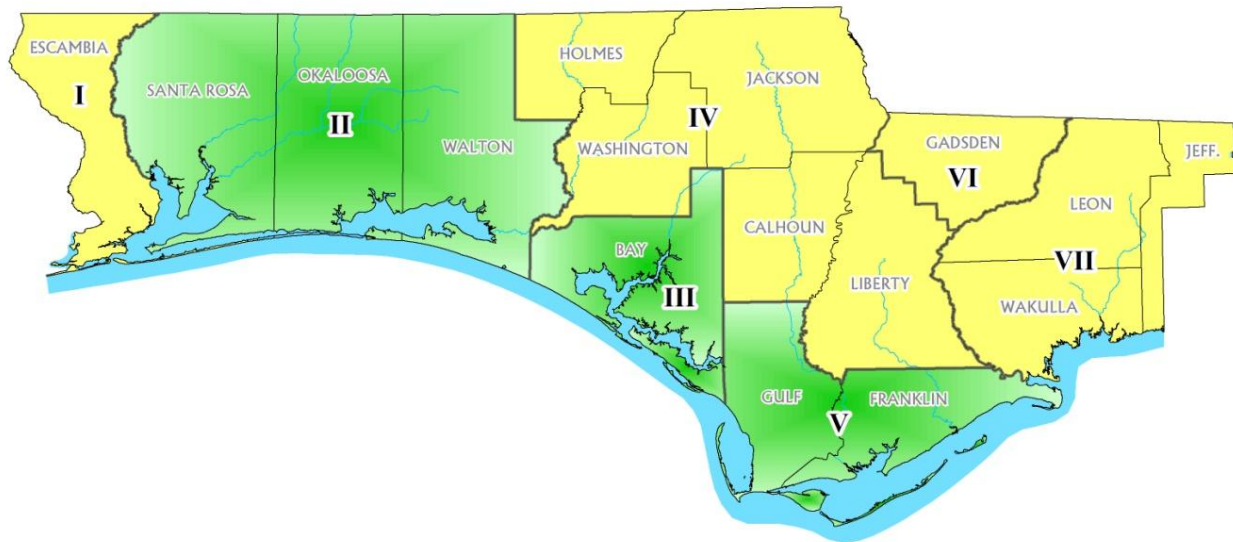 ESCAMBIA
I
SANTA ROSA
OKALOOSA
II
WALTON
HOLMES
WASHINGTON
IV
JACKSON
BAY
III
CALHOUN
GADSDEN
VI
LIBERTY
LEON
JEFF.
VII
WAKULLA
GULF
FRANKLIN
V